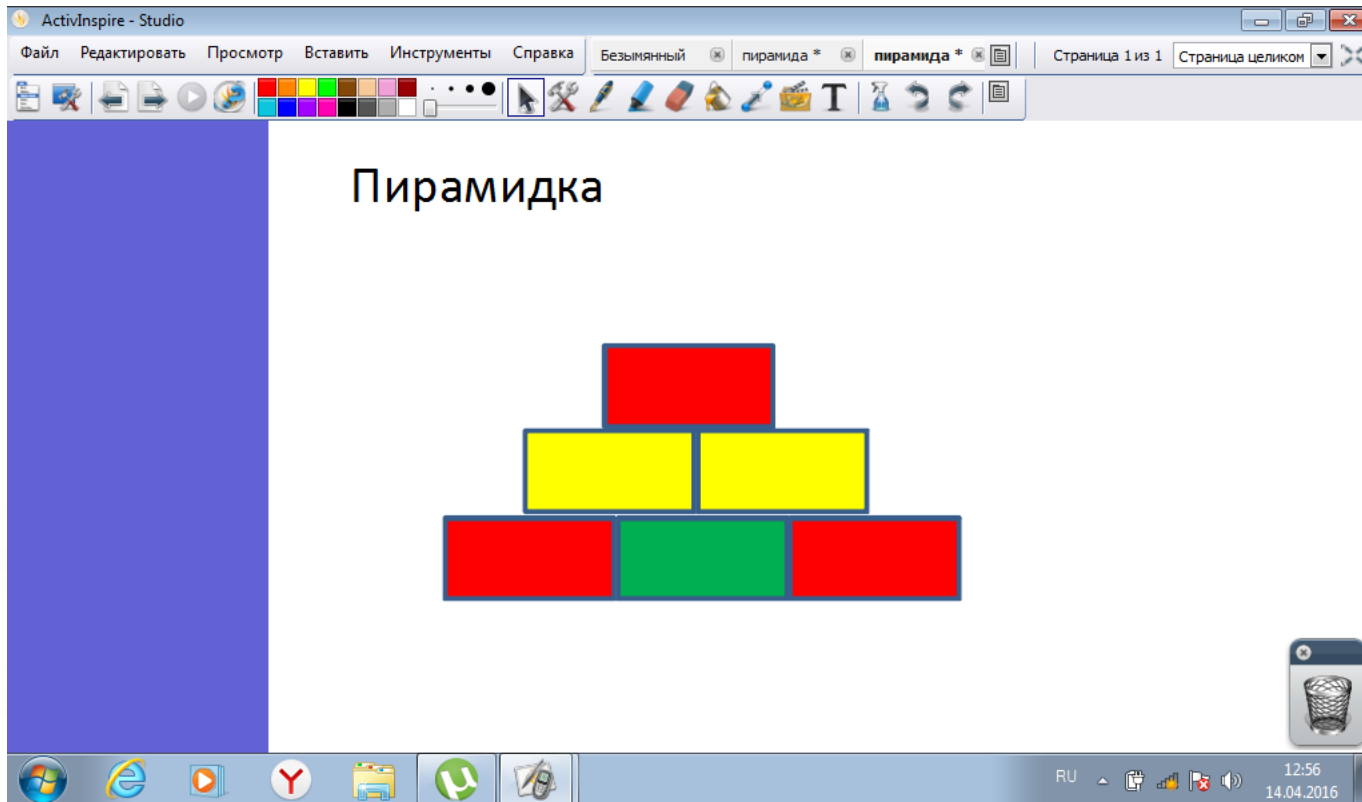 ActivInspire - Studio
Файл Редактировать Просмотр Вставить Инструменты Справка Безымянный пирамида * пирамида * Страница 1 из 1 Страница целиком
T
Пирамидка
RU
12:56
14.04.2016